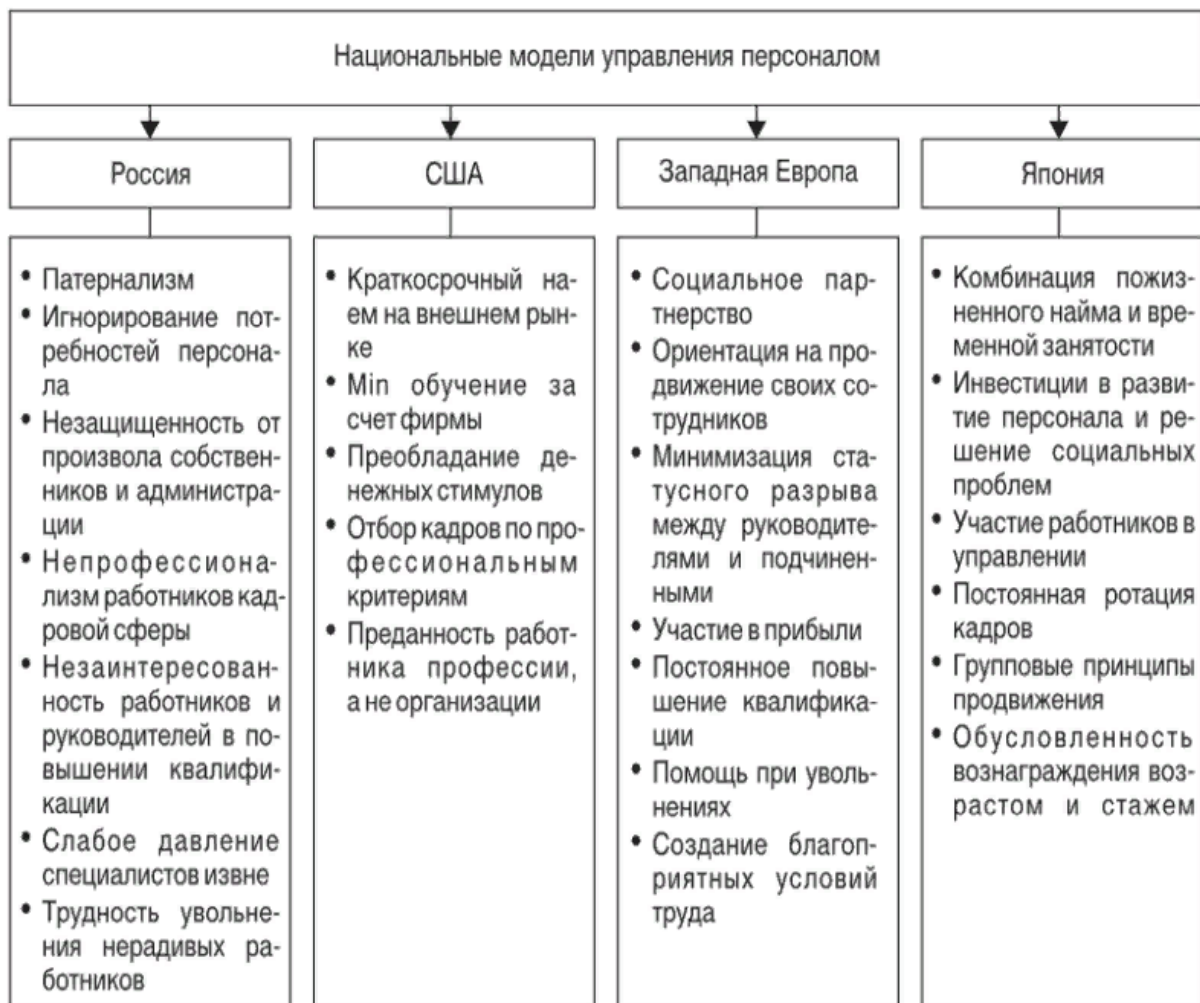 Национальные модели управления персоналом
Россия
• Патернализм
• Игнорирование пот-
ребностей персона-
ла
• Незащищенность от
произвола собствен-
ников и администра-
ции
• Непрофессиона-
лизм работников кад-
ровой сферы
• Незаинтересован-
ность работников и
руководителей в по-
вышении квалифи-
кации
• Слабое давление
специалистов извне
• Трудность увольне-
ния нерадивых ра-
ботников
США
• Краткосрочный на-
ем на внешнем рын-
ке
• Min обучение за
счет фирмы
• Преобладание де-
нежных стимулов
• Отбор кадров по про-
фессиональным
критериям
• Преданность работ-
ника профессии,
а не организации
Западная Европа
• Социальное пар-
тнерство
• Ориентация на про-
движение своих со-
трудников
• Минимизация ста-
тусного разрыва
между руководите-
лями и подчинен-
ными
• Участие в прибыли
• Постоянное повы-
шение квалифика-
ции
• Помощь при уволь-
нениях
• Создание благоп-
риятных условий
труда
Япония
• Комбинация пожиз-
ненного найма и вре-
менной занятости
• Инвестиции в разви-
тие персонала и ре-
шение социальных
проблем
• Участие работников в
управлении
• Постоянная ротация
кадров
• Групповые принципы
продвижения
• Обусловленность
вознаграждения воз-
растом и стажем